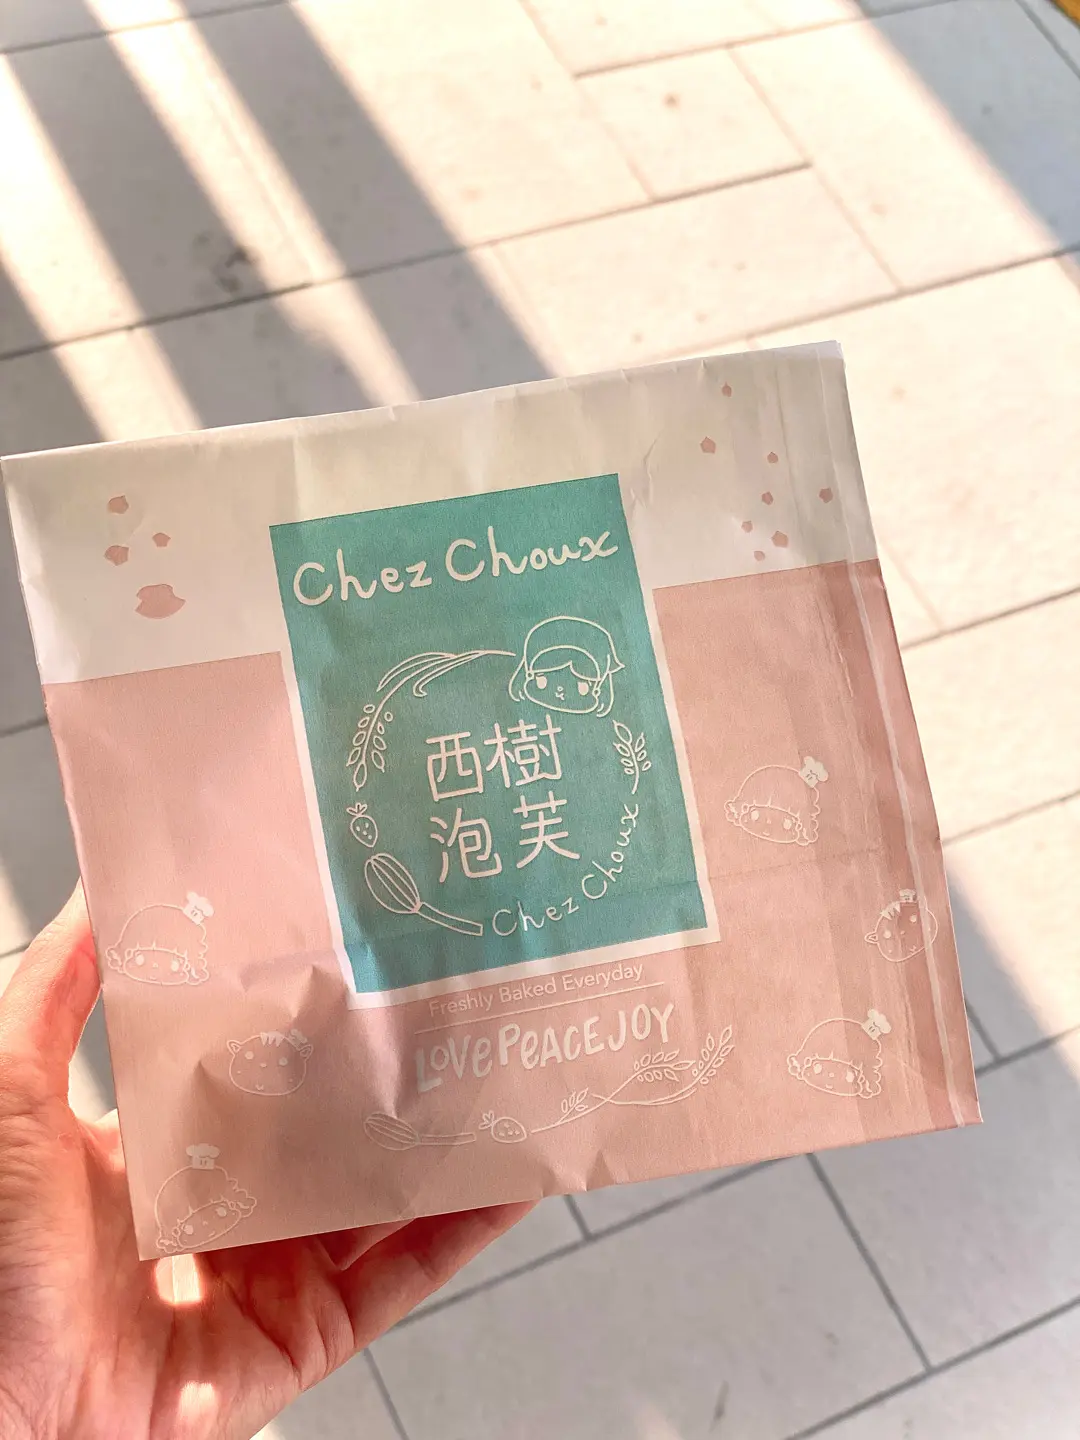 Chez Choux
西樹
泡芙
Chez Choux
Freshly Baked Everyday
LOVE PEACE JOY